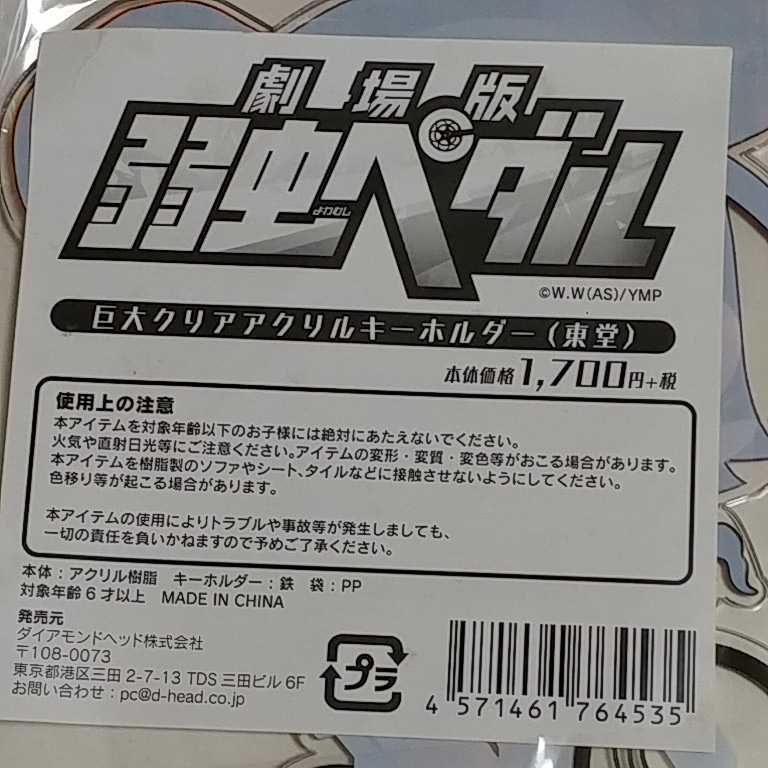 劇場版
弱虫ペダル
よわむし
©W.W(AS)/YMP
巨大クリアアクリルキーホルダー(東堂)
本体価格1,700円+税
使用上の注意
本アイテムを対象年齢以下のお子様には絶対にあたえないでください。
火気や直射日光等にご注意ください。アイテムの変形・変質・変色等がおこる場合があります。
本アイテムを樹脂製のソファやシート、タイルなどに接触させないようにしてください。
色移り等が起こる場合があります。
本アイテムの使用によりトラブルや事故等が発生しましても、
一切の責任を負いかねますので予めご了承ください。
本体:アクリル樹脂 キーホルダー:鉄 袋:PP
対象年齢6才以上 MADE IN CHINA
発売元
ダイアモンドヘッド株式会社
〒108-0073
東京都港区三田2-7-13 TDS三田ビル6F
お問い合わせ:pc@d-head.co.jp
プラ
4 571461 764535